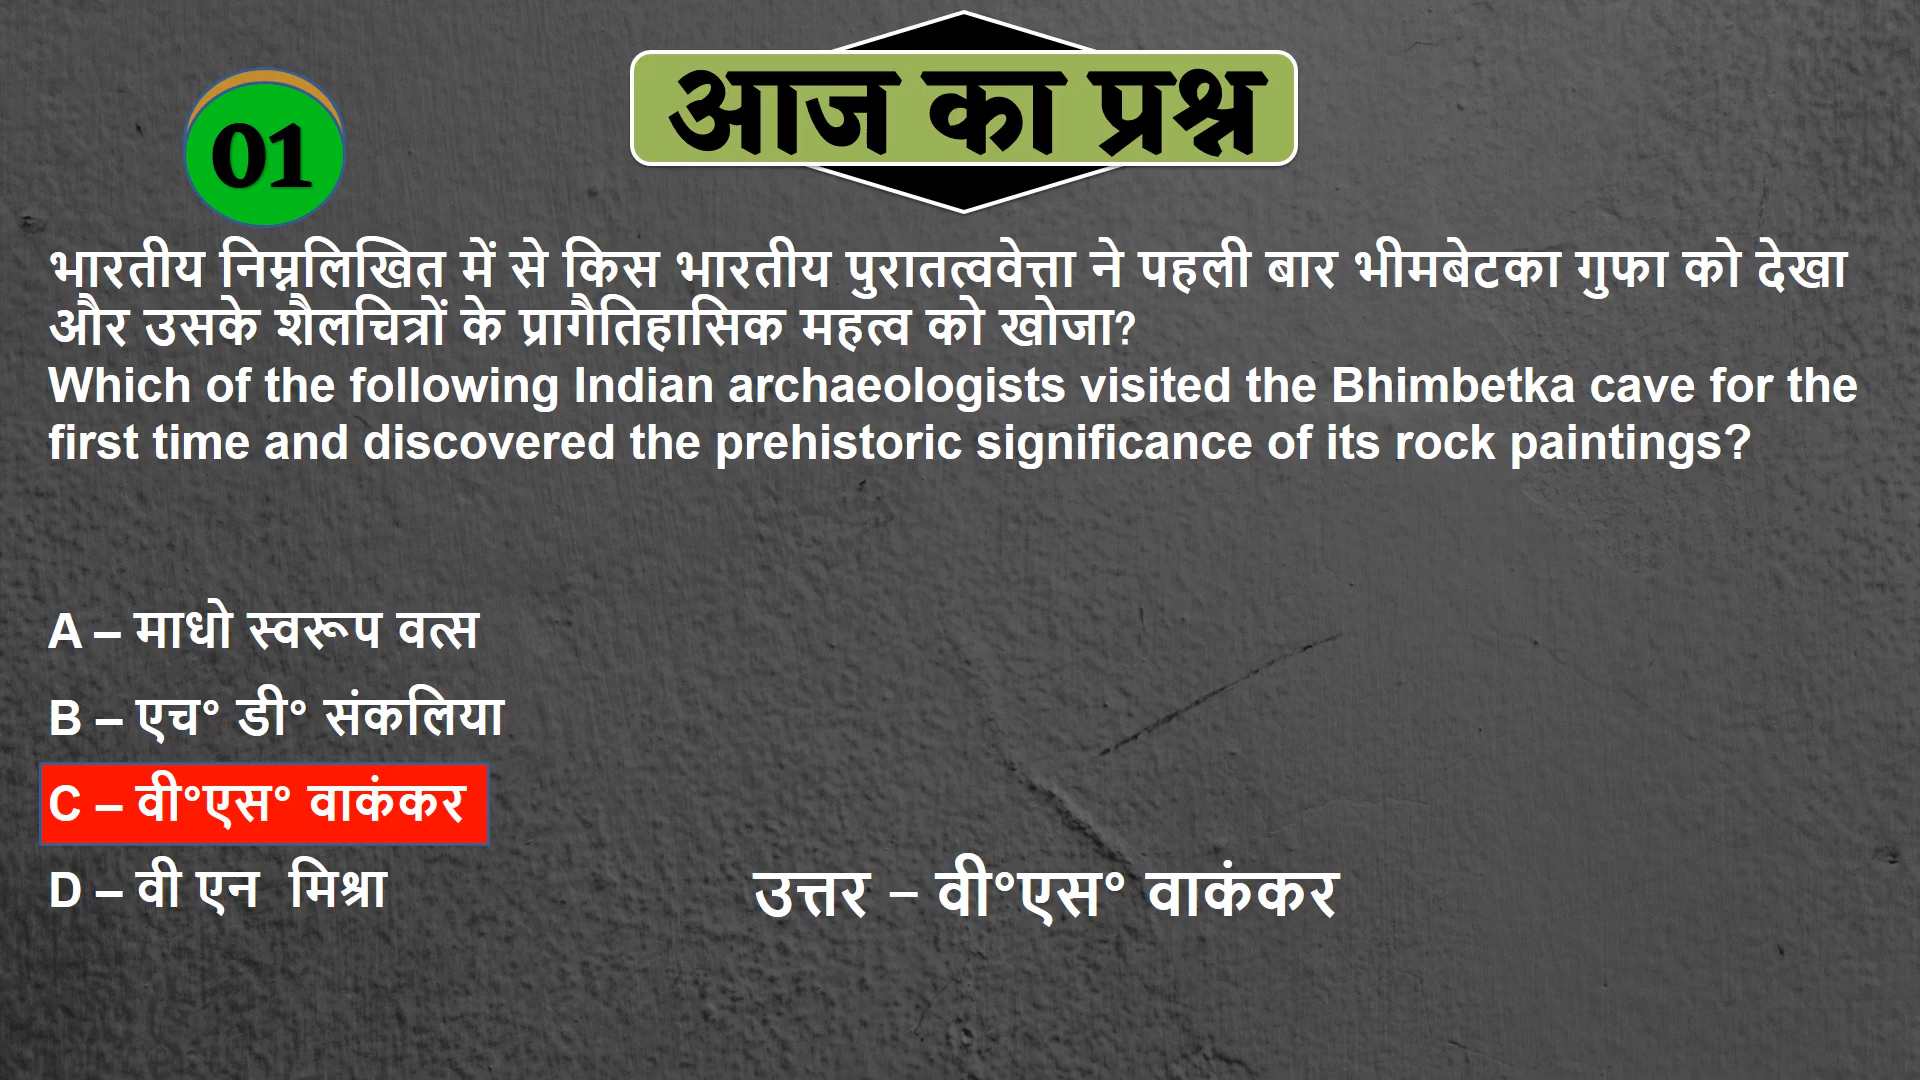 आज का प्रश्न
01
भारतीय निम्नलिखित में से किस भारतीय पुरातत्ववेत्ता ने पहली बार भीमबेटका गुफा को देखा
और उसके शैलचित्रों के प्रागैतिहासिक महत्व को खोजा?
Which of the following Indian archaeologists visited the Bhimbetka cave for the
first time and discovered the prehistoric significance of its rock paintings?
A – माधो स्वरूप वत्स
B – एच° डी° संकलिया
C – वी°एस° वाकंकर
D – वी एन मिश्रा
उत्तर – वी°एस° वाकंकर